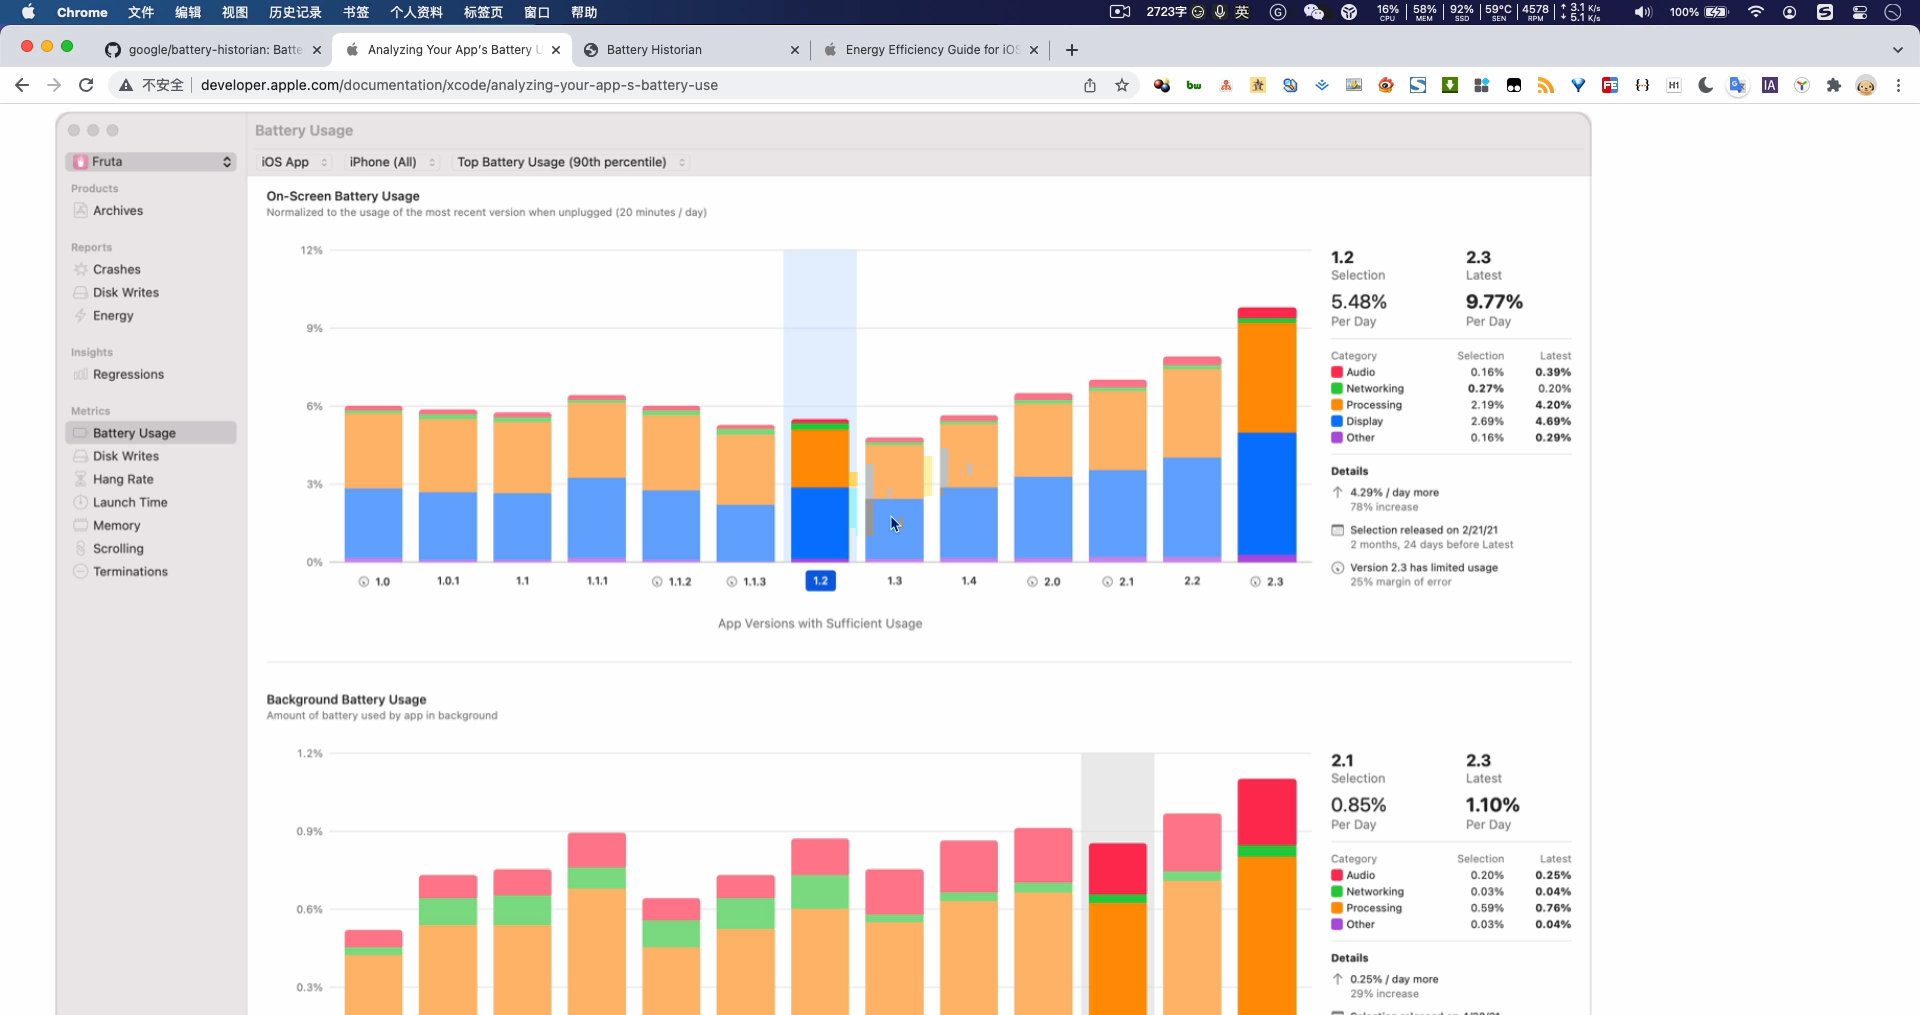 Chrome 文件 编辑 视图 历史记录 书签 个人资料 标签页 窗口 帮助 2723字 英 16% CPU 58% MEM 92% SSD 59°C SEN 4578 RPM 3.1 K/s 5.1 K/s 100%
google/battery-historian: Batte Analyzing Your App's Battery U Battery Historian Energy Efficiency Guide for iOS
不安全 developer.apple.com/documentation/xcode/analyzing-your-app-s-battery-use
Battery Usage
Fruta
iOS App iPhone (All) Top Battery Usage (90th percentile)
Products
Archives
Reports
Crashes
Disk Writes
Energy
Insights
Regressions
Metrics
Battery Usage
Disk Writes
Hang Rate
Launch Time
Memory
Scrolling
Terminations
On-Screen Battery Usage
Normalized to the usage of the most recent version when unplugged (20 minutes / day)
12%
9%
6%
3%
0%
1.0 1.0.1 1.1 1.1.1 1.1.2 1.1.3 1.2 1.3 1.4 2.0 2.1 2.2 2.3
App Versions with Sufficient Usage
1.2 2.3
Selection Latest
5.48% 9.77%
Per Day Per Day
Category Selection Latest
Audio 0.16% 0.39%
Networking 0.27% 0.20%
Processing 2.19% 4.20%
Display 2.69% 4.69%
Other 0.16% 0.29%
Details
4.29% / day more
78% increase
Selection released on 2/21/21
2 months, 24 days before Latest
Version 2.3 has limited usage
25% margin of error
Background Battery Usage
Amount of battery used by app in background
1.2%
0.9%
0.6%
0.3%
2.1 2.3
Selection Latest
0.85% 1.10%
Per Day Per Day
Category Selection Latest
Audio 0.20% 0.25%
Networking 0.03% 0.04%
Processing 0.59% 0.76%
Other 0.03% 0.04%
Details
0.25% / day more
29% increase